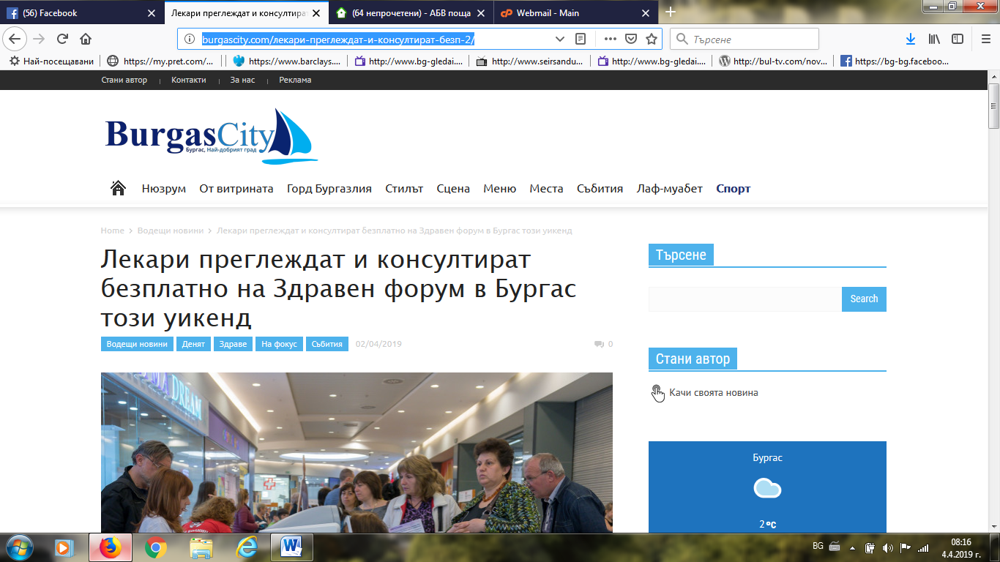 (56) Facebook
Лекари преглеждат и консултират
(64 непрочетени) - АБВ поща
Webmail - Main
burgascity.com/лекари-преглеждат-и-консултират-безп-2/
Търсене
Най-посещавани
https://my.pret.com/...
https://www.barclays....
http://www.bg-gledai....
http://www.seirsandu...
http://www.bg-gledai....
http://bul-tv.com/nov...
https://bg-bg.faceboo...
Стани автор
Контакти
За нас
Реклама
BurgasCity
Бургас, Най-добрият град
Нюзрум От витрината Горд Бургазлия Стилът Сцена Меню Места Събития Лаф-муабет Спорт
Home > Водещи новини > Лекари преглеждат и консултират безплатно на Здравен форум в Бургас този уикенд
Лекари преглеждат и консултират
безплатно на Здравен форум в Бургас
този уикенд
Водещи новини Денят Здраве На фокус Събития 02/04/2019 0
DREAM
Търсене
Search
Стани автор
Качи своята новина
Бургас
2 °C
BG
08:16
4.4.2019 г.